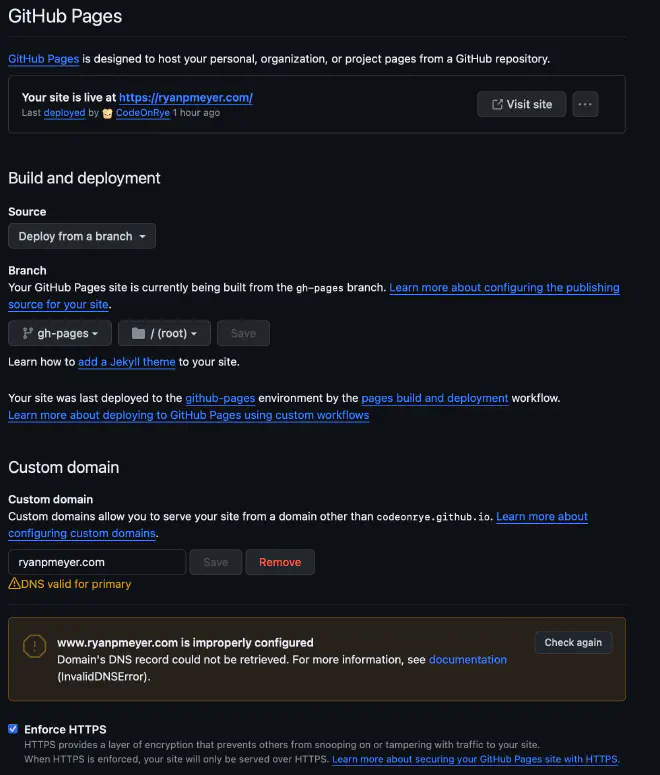 GitHub Pages
GitHub Pages is designed to host your personal, organization, or project pages from a GitHub repository.
Your site is live at https://ryanpmeyer.com/
Last deployed by CodeOnRye 1 hour ago
Visit site
Build and deployment
Source
Deploy from a branch
Branch
Your GitHub Pages site is currently being built from the gh-pages branch. Learn more about configuring the publishing
source for your site.
gh-pages
/ (root)
Save
Learn how to add a Jekyll theme to your site.
Your site was last deployed to the github-pages environment by the pages build and deployment workflow.
Learn more about deploying to GitHub Pages using custom workflows
Custom domain
Custom domain
Custom domains allow you to serve your site from a domain other than codeonrye.github.io. Learn more about
configuring custom domains.
ryanpmeyer.com
Save
Remove
DNS valid for primary
www.ryanpmeyer.com is improperly configured
Check again
Domain's DNS record could not be retrieved. For more information, see documentation
(InvalidDNSError).
Enforce HTTPS
HTTPS provides a layer of encryption that prevents others from snooping on or tampering with traffic to your site.
When HTTPS is enforced, your site will only be served over HTTPS. Learn more about securing your GitHub Pages site with HTTPS.